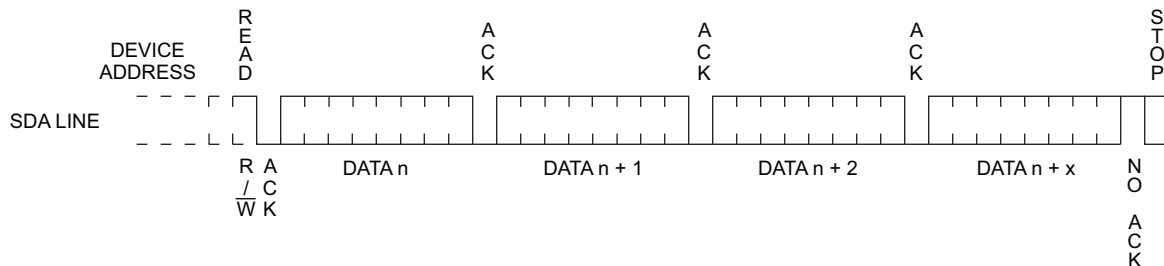 READ
ACK
ACK
ACK
STOP
DEVICE
ADDRESS
SDA LINE
R/W̅
ACK
DATA n
DATA n + 1
DATA n + 2
DATA n + x
NO ACK